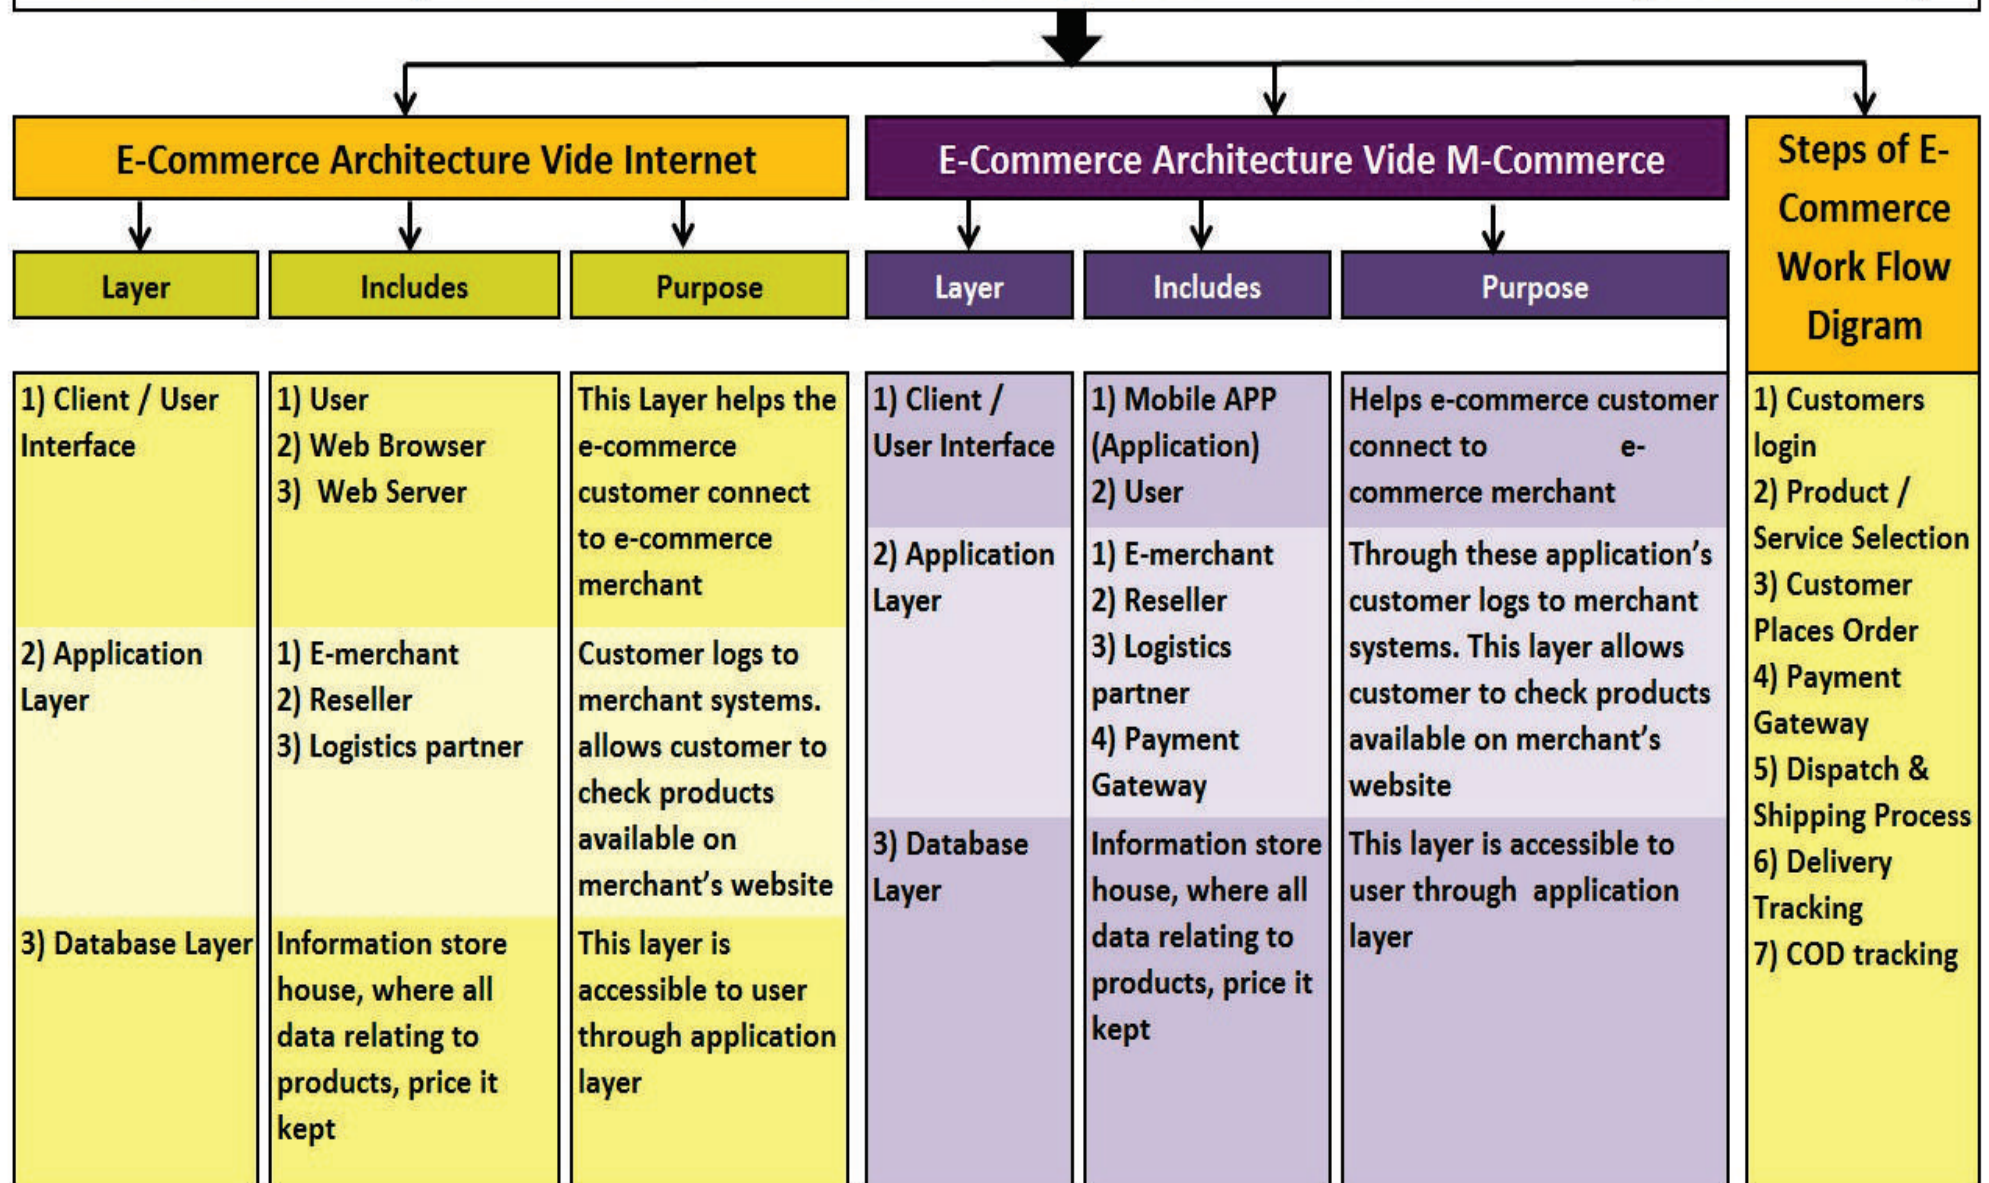 E-Commerce Architecture Vide Internet
Layer
Includes
Purpose
1) Client / User
Interface
1) User
2) Web Browser
3)  Web Server
This Layer helps the
e-commerce
customer connect
to e-commerce
merchant
2) Application
Layer
1) E-merchant
2) Reseller
3) Logistics partner
Customer logs to
merchant systems.
allows customer to
check products
available on
merchant's website
3) Database Layer
Information store
house, where all
data relating to
products, price it
kept
This layer is
accessible to user
through application
layer
E-Commerce Architecture Vide M-Commerce
Layer
Includes
Purpose
1) Client /
User Interface
1) Mobile APP
(Application)
2) User
Helps e-commerce customer
connect to e-
commerce merchant
2) Application
Layer
1) E-merchant
2) Reseller
3) Logistics
partner
4) Payment
Gateway
Through these application's
customer logs to merchant
systems. This layer allows
customer to check products
available on merchant's
website
3) Database
Layer
Information store
house, where all
data relating to
products, price it
kept
This layer is accessible to
user through  application
layer
Steps of E-
Commerce
Work Flow
Digram
1) Customers
login
2) Product /
Service Selection
3) Customer
Places Order
4) Payment
Gateway
5) Dispatch &
Shipping Process
6) Delivery
Tracking
7) COD tracking